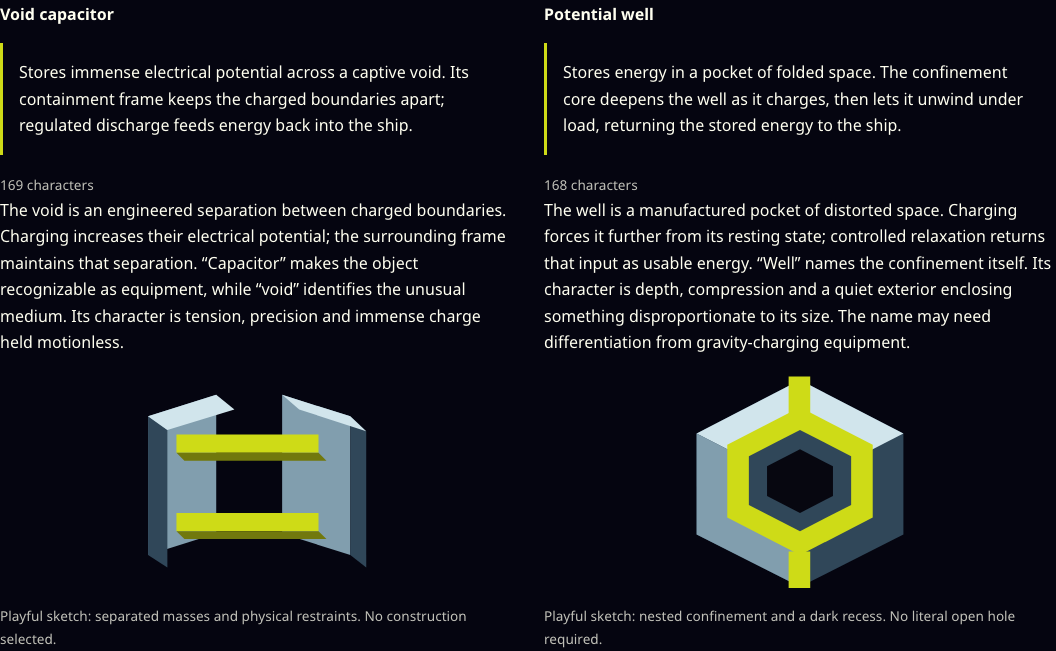 Void capacitor
Stores immense electrical potential across a captive void. Its
containment frame keeps the charged boundaries apart;
regulated discharge feeds energy back into the ship.
169 characters
The void is an engineered separation between charged boundaries.
Charging increases their electrical potential; the surrounding frame
maintains that separation. “Capacitor” makes the object
recognizable as equipment, while “void” identifies the unusual
medium. Its character is tension, precision and immense charge
held motionless.
Playful sketch: separated masses and physical restraints. No construction
selected.
Potential well
Stores energy in a pocket of folded space. The confinement
core deepens the well as it charges, then lets it unwind under
load, returning the stored energy to the ship.
168 characters
The well is a manufactured pocket of distorted space. Charging
forces it further from its resting state; controlled relaxation returns
that input as usable energy. “Well” names the confinement itself. Its
character is depth, compression and a quiet exterior enclosing
something disproportionate to its size. The name may need
differentiation from gravity-charging equipment.
Playful sketch: nested confinement and a dark recess. No literal open hole
required.